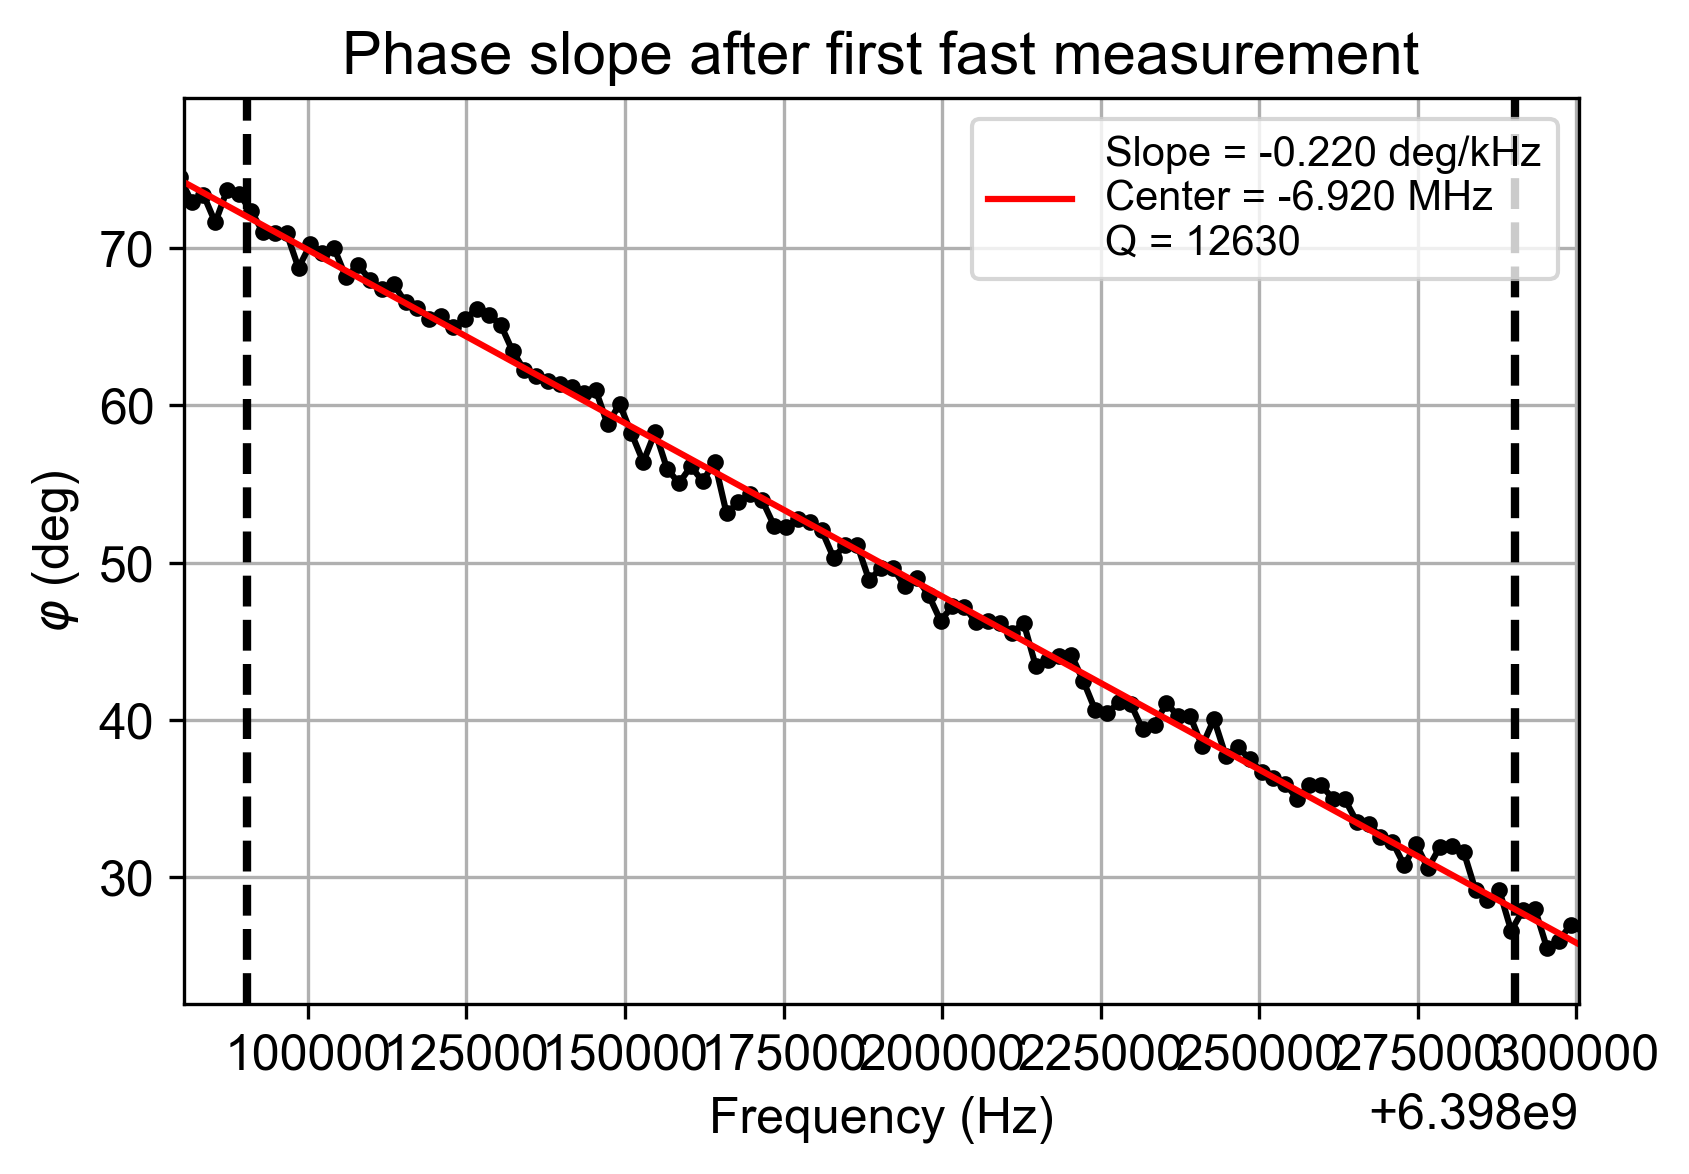 Phase slope after first fast measurement
Slope = -0.220 deg/kHz
Center = -6.920 MHz
Q = 12630
70
60
50
40
30
φ (deg)
100000 125000 150000 175000 200000 225000 250000 275000 300000
Frequency (Hz)
+6.398e9